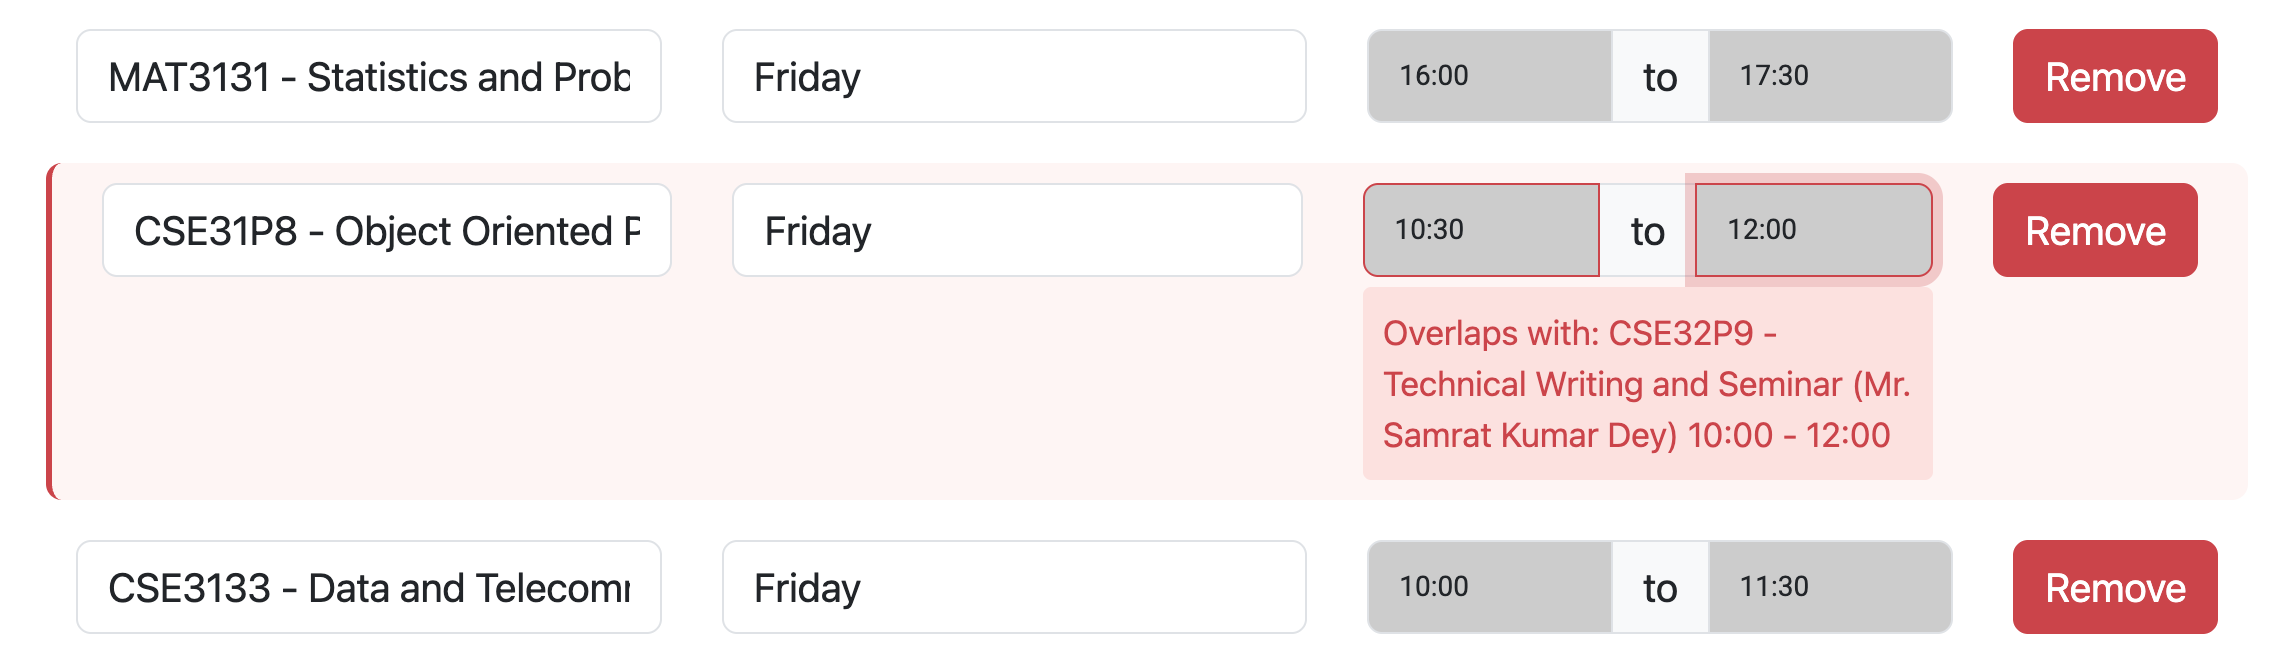 MAT3131 - Statistics and Prob
Friday
16:00 to 17:30
Remove
CSE31P8 - Object Oriented P
Friday
10:30 to 12:00
Remove
Overlaps with: CSE32P9 -
Technical Writing and Seminar (Mr.
Samrat Kumar Dey) 10:00 - 12:00
CSE3133 - Data and Telecom
Friday
10:00 to 11:30
Remove